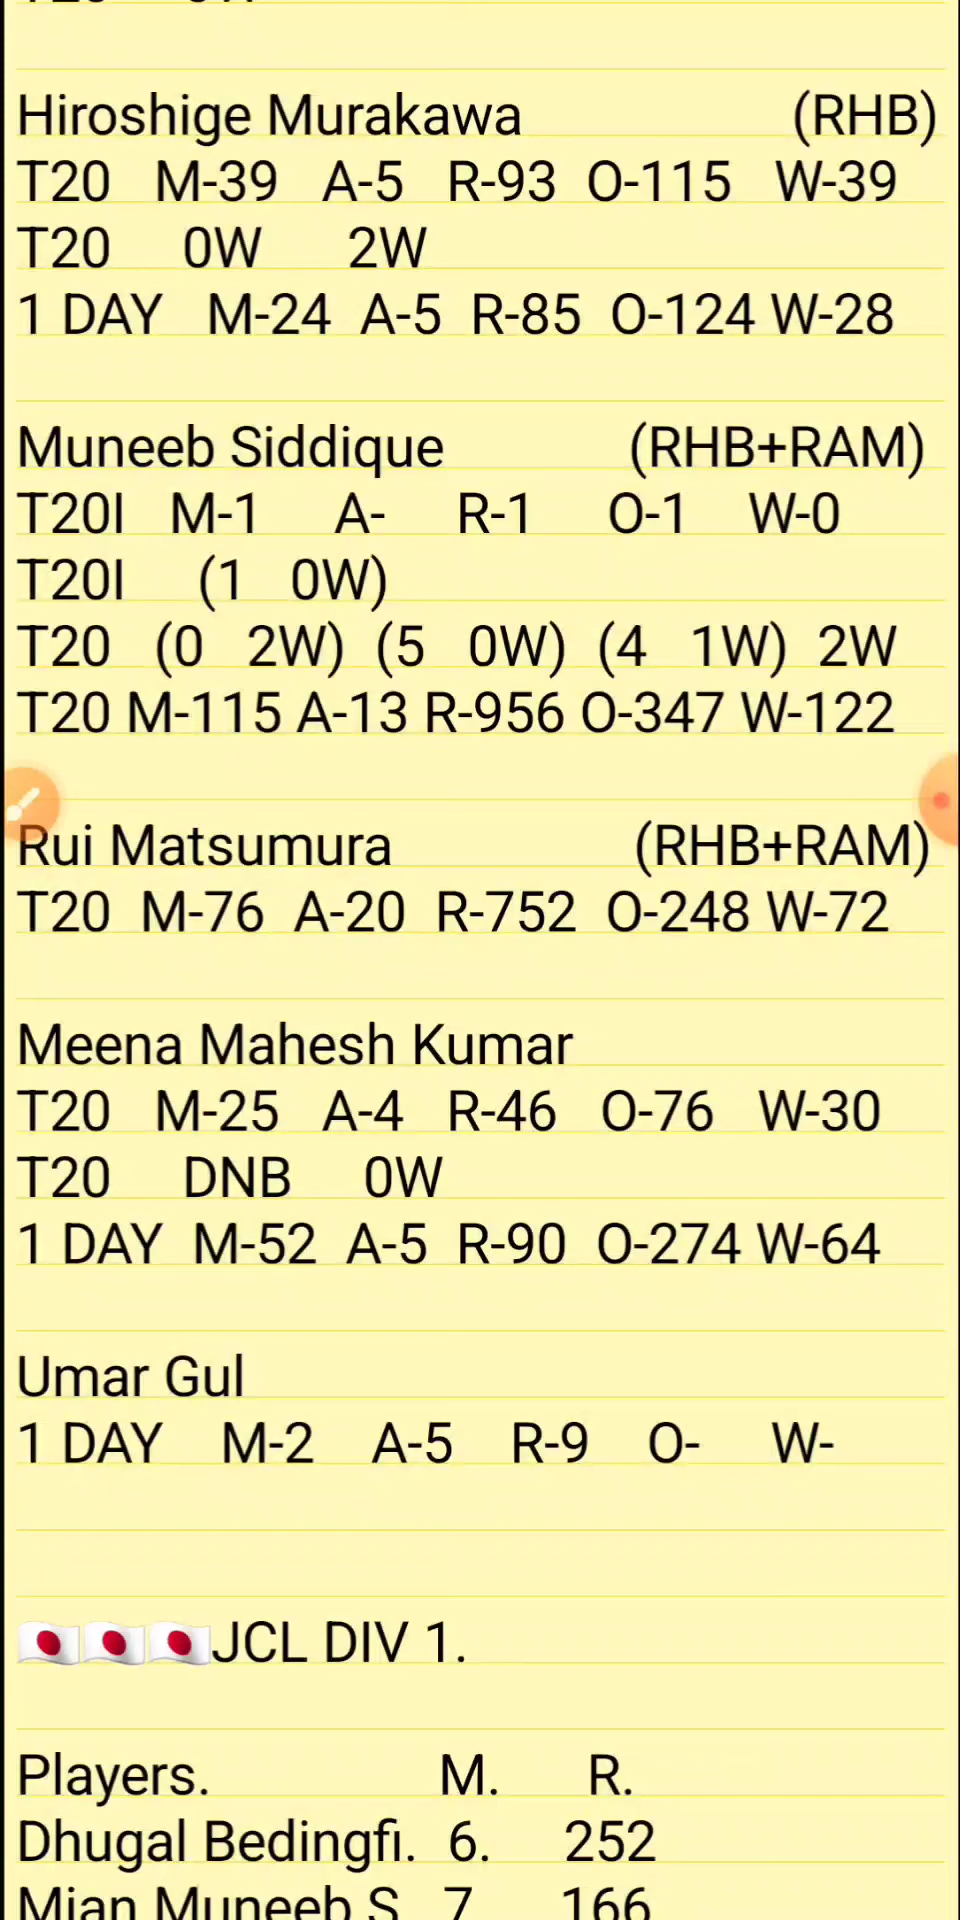 Hiroshige Murakawa (RHB)
T20 M-39 A-5 R-93 O-115 W-39
T20 0W 2W
1 DAY M-24 A-5 R-85 O-124 W-28
Muneeb Siddique (RHB+RAM)
T20I M-1 A- R-1 O-1 W-0
T20I (1 0W)
T20 (0 2W) (5 0W) (4 1W) 2W
T20 M-115 A-13 R-956 O-347 W-122
Rui Matsumura (RHB+RAM)
T20 M-76 A-20 R-752 O-248 W-72
Meena Mahesh Kumar
T20 M-25 A-4 R-46 O-76 W-30
T20 DNB 0W
1 DAY M-52 A-5 R-90 O-274 W-64
Umar Gul
1 DAY M-2 A-5 R-9 O- W-
🇯🇵🇯🇵🇯🇵JCL DIV 1.
Players. M. R.
Dhugal Bedingfi. 6. 252
Mian Muneeb S 7 166